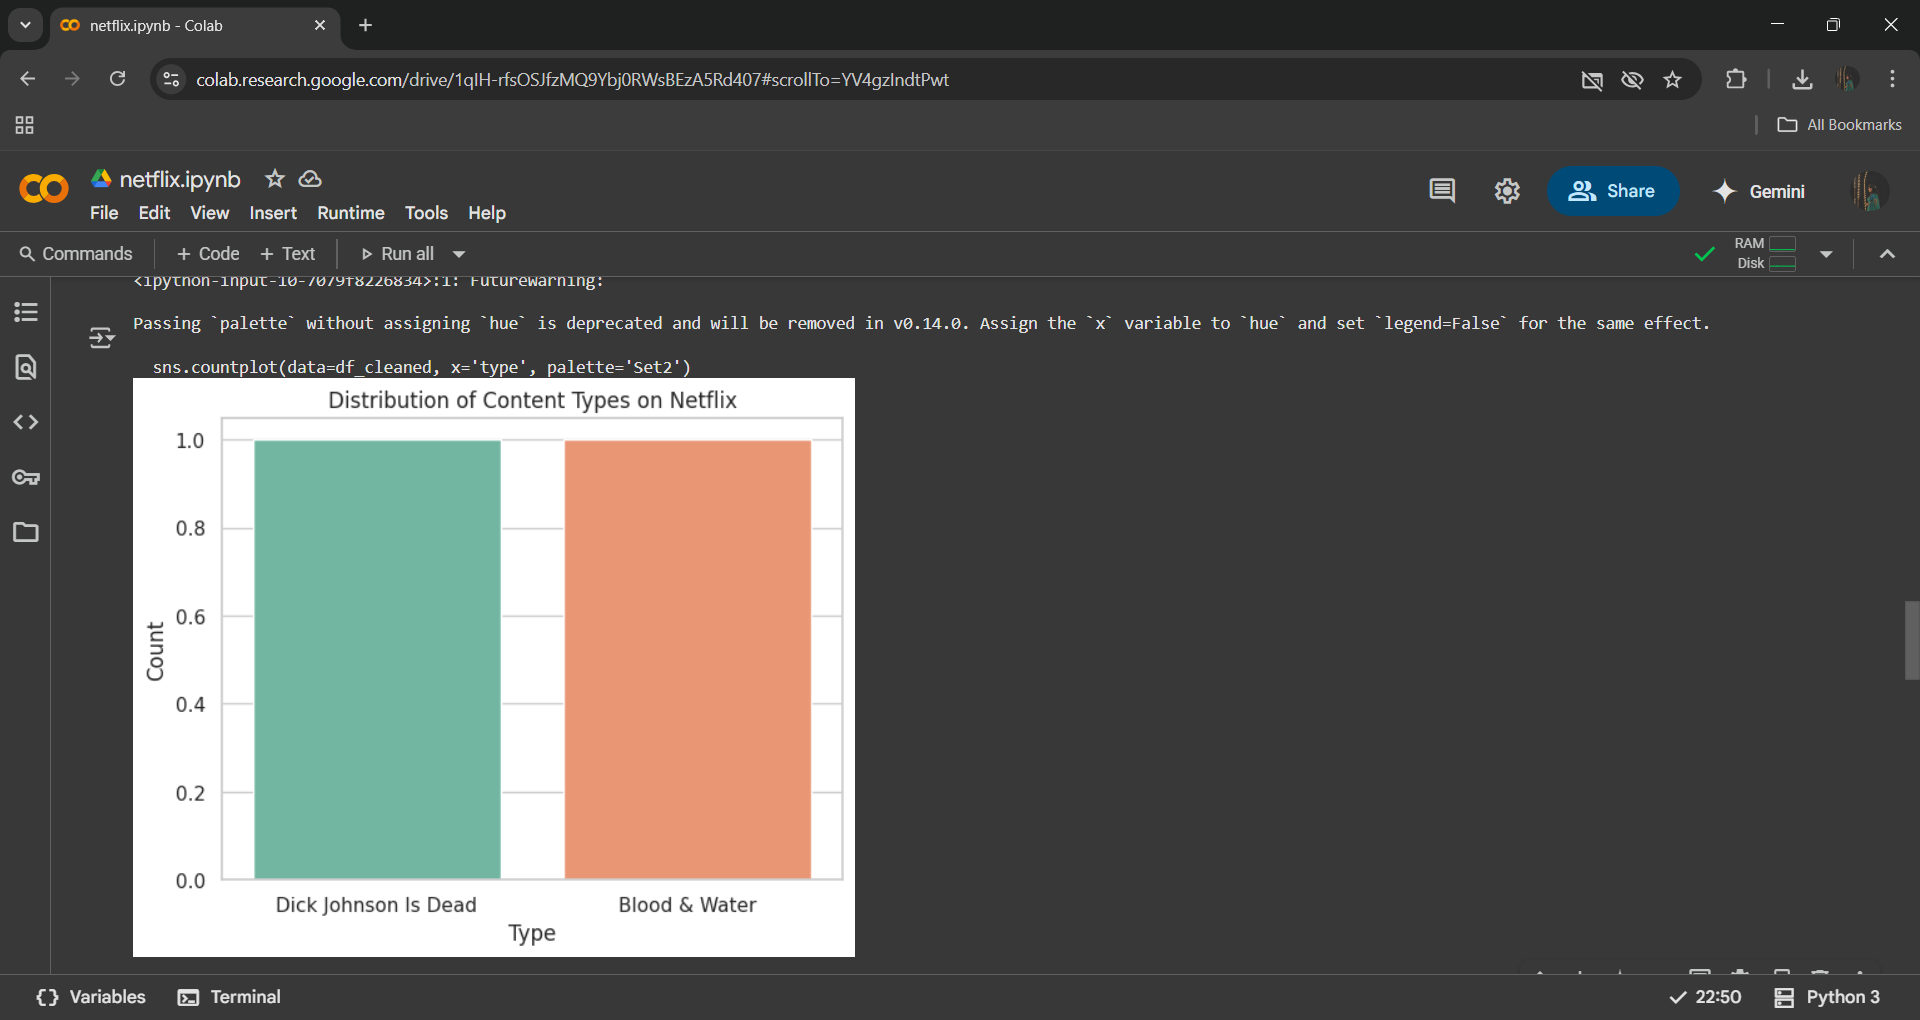 netflix.ipynb - Colab
colab.research.google.com/drive/1qlH-rfsOSJfzMQ9Ybj0RWsBEzA5Rd407#scrollTo=YV4gzlndtPwt
All Bookmarks
netflix.ipynb
File Edit View Insert Runtime Tools Help
Share
Gemini
Commands + Code + Text Run all
RAM
Disk
<ipython-input-10-7079f8226834>:1: FutureWarning:
Passing `palette` without assigning `hue` is deprecated and will be removed in v0.14.0. Assign the `x` variable to `hue` and set `legend=False` for the same effect.
sns.countplot(data=df_cleaned, x='type', palette='Set2')
Distribution of Content Types on Netflix
1.0
0.8
0.6
0.4
0.2
0.0
Count
Dick Johnson Is Dead Blood & Water
Type
Variables Terminal
22:50 Python 3